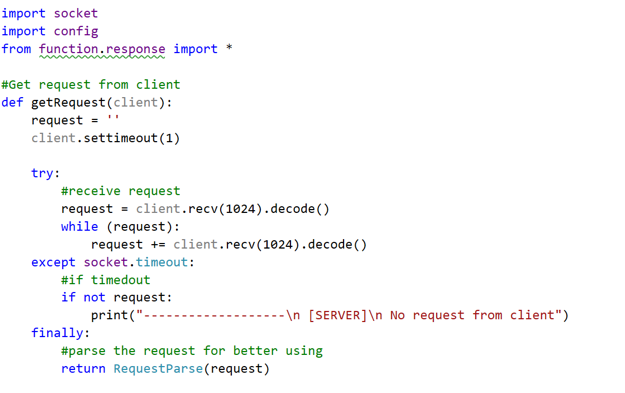 import socket
import config
from function.response import *
#Get request from client
def getRequest(client):
    request = ''
    client.settimeout(1)
    try:
        #receive request
        request = client.recv(1024).decode()
        while (request):
            request += client.recv(1024).decode()
    except socket.timeout:
        #if timedout
        if not request:
            print("-------------------\n [SERVER]\n No request from client")
    finally:
        #parse the request for better using
        return RequestParse(request)